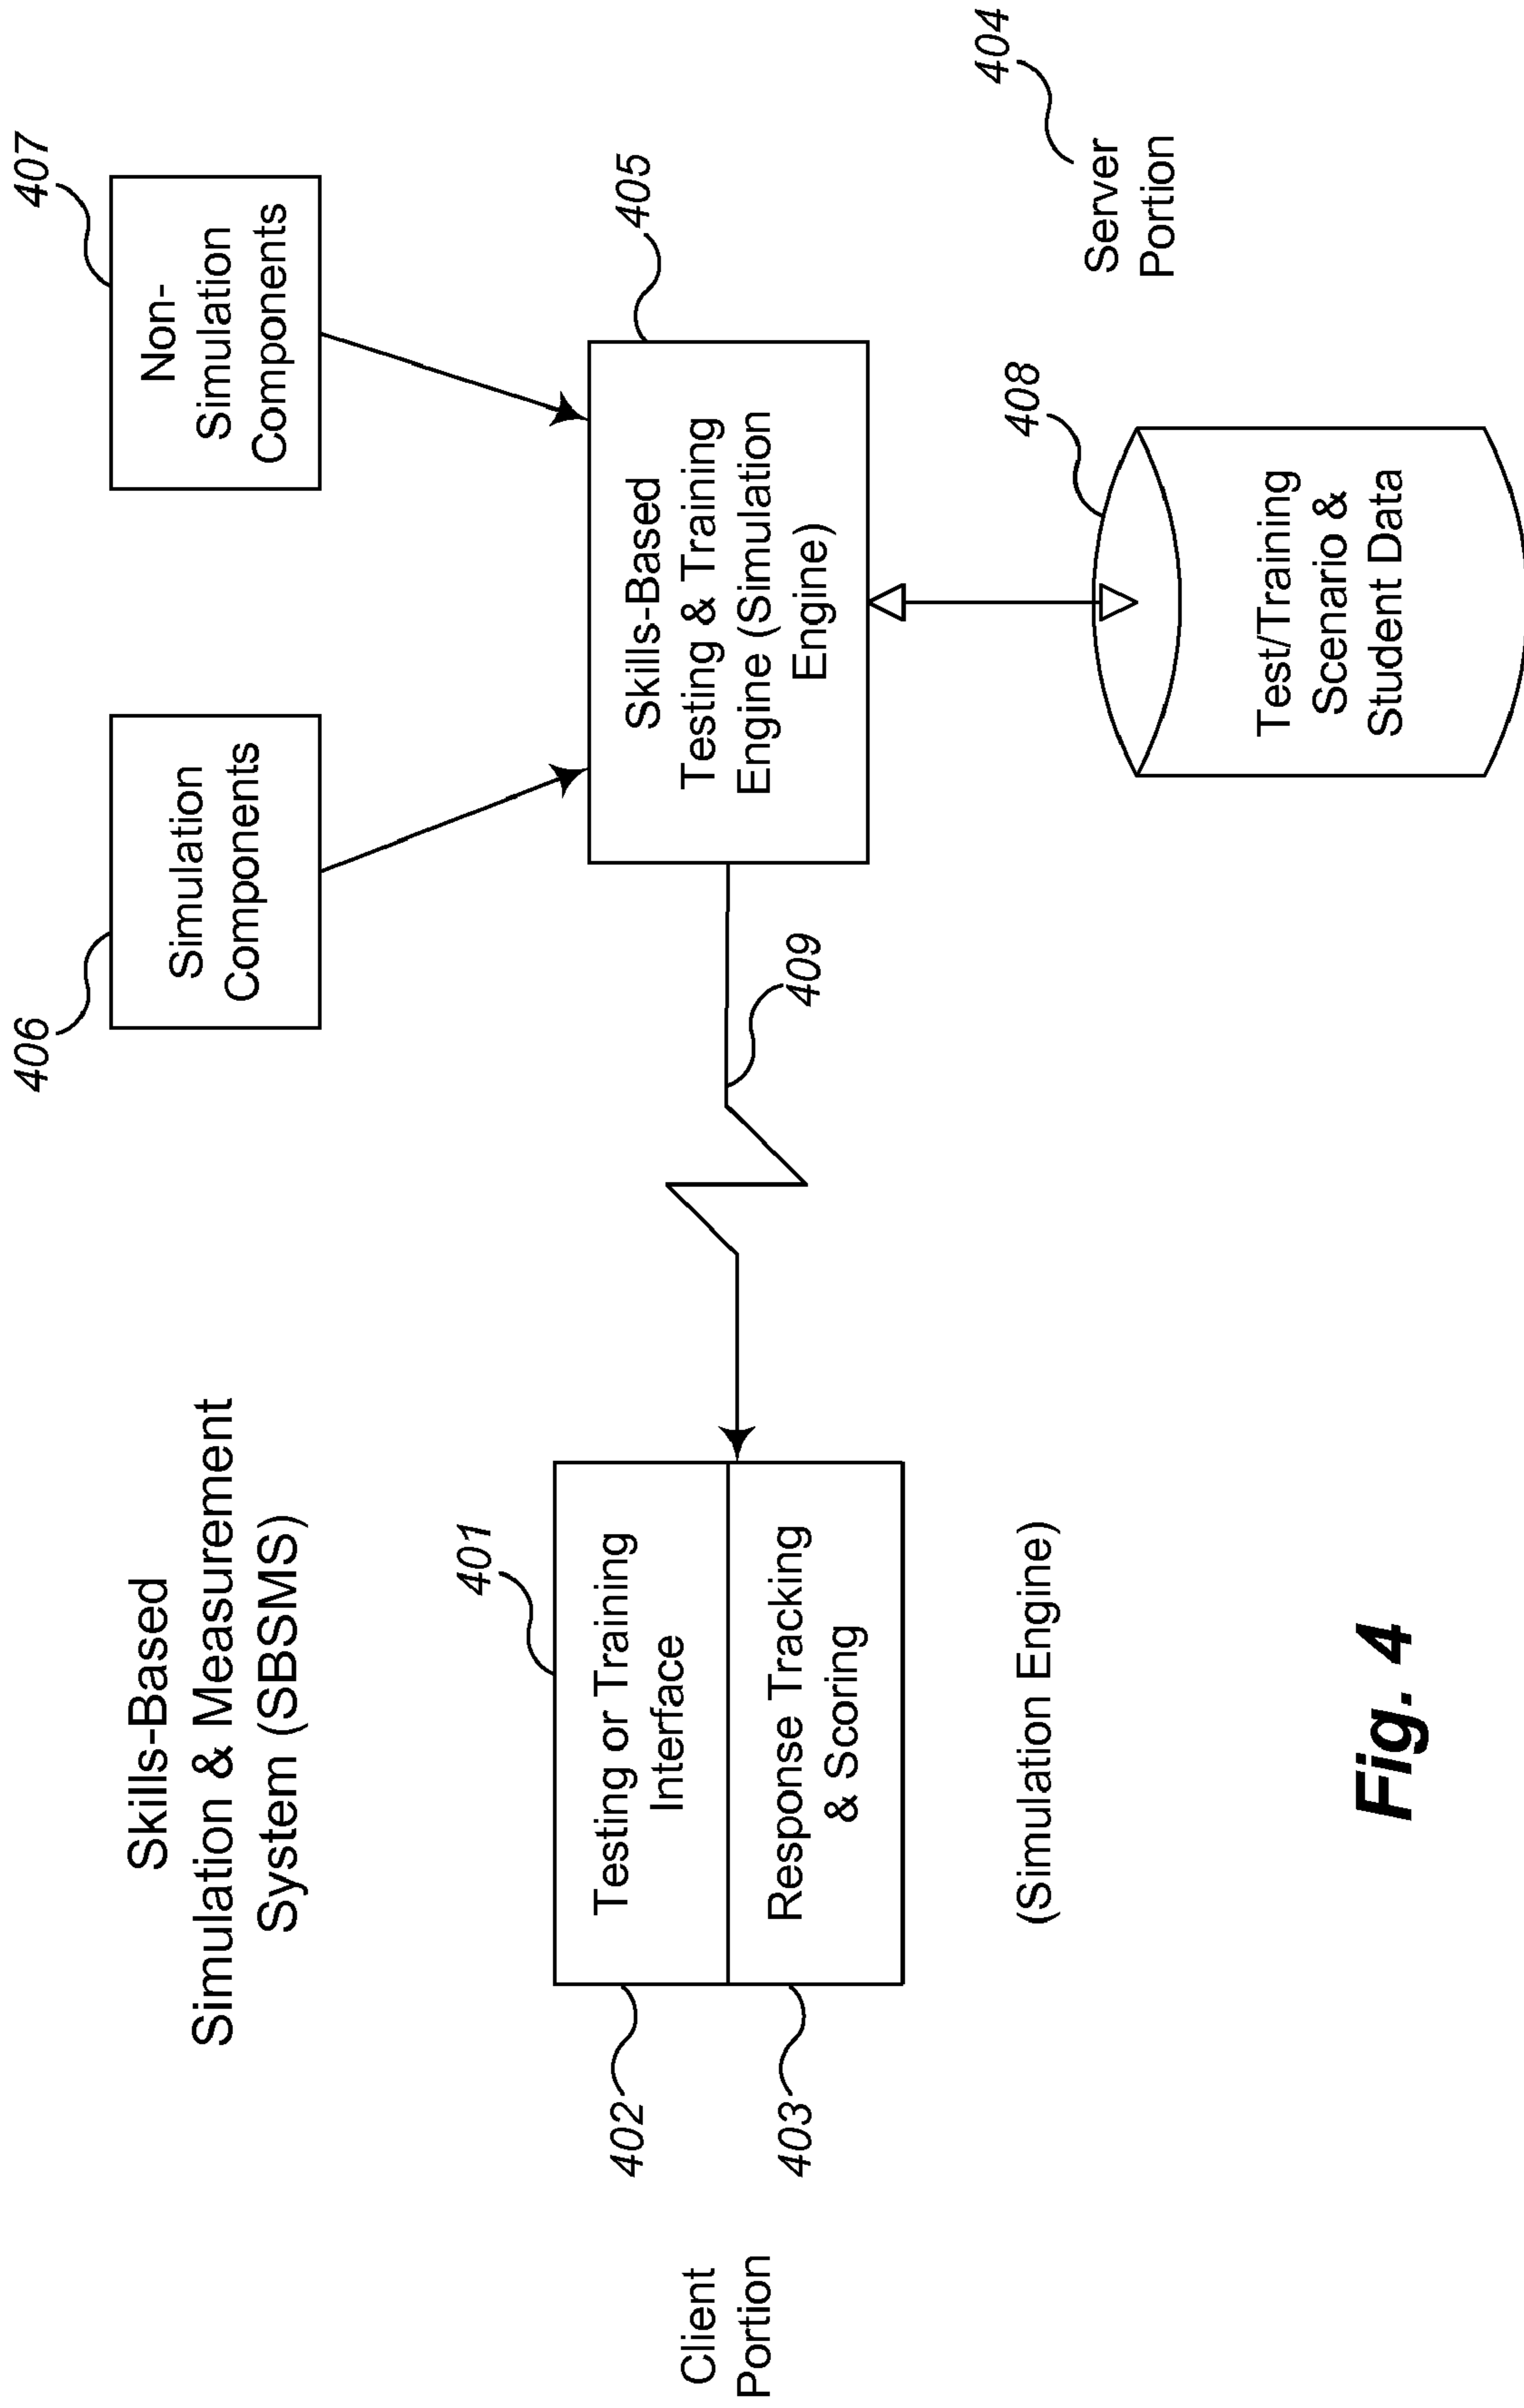 Skills-Based
Simulation & Measurement
System (SBSMS)
406
Simulation
Components
407
Non-
Simulation
Components
401
402
Testing or Training
Interface
403
Response Tracking
& Scoring
Client
Portion
(Simulation Engine)
409
405
Skills-Based
Testing & Training
Engine (Simulation
Engine)
404
Server
Portion
408
Test/Training
Scenario &
Student Data
Fig. 4